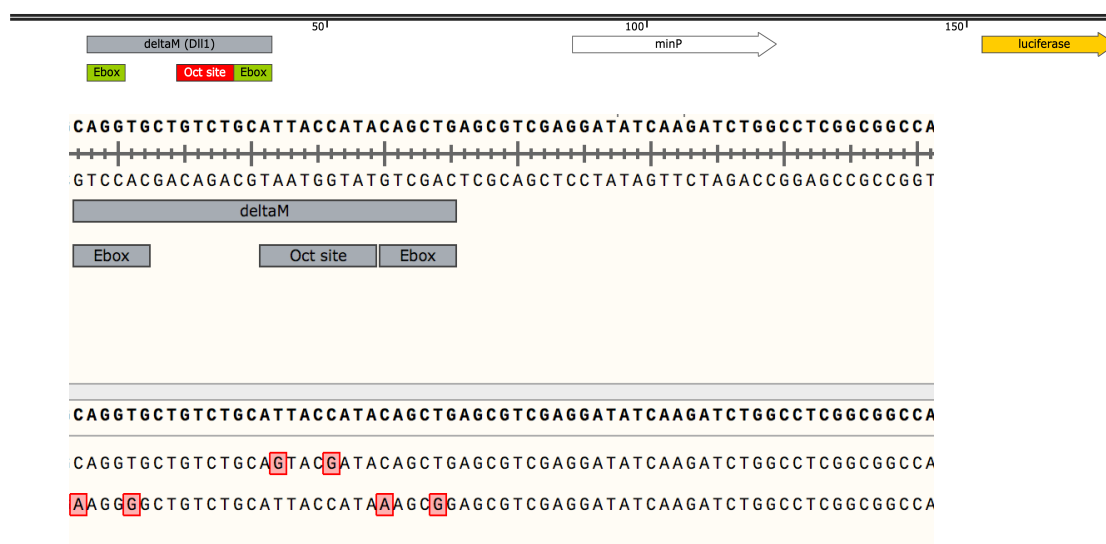 50 100 150
deltaM (Dll1) minP luciferase
Ebox Oct site Ebox
CAGGTGCTGTCTGCATTACCATACAGCTGAGCGTCGAGGATATCAAGATCTGGCCTCGGCGGCCA
GTCCACGACAGACGTAATGGTATGTCGACTCGCAGCTCCTATAGTTCTAGACCGGAGCCGCCGGT
deltaM
Ebox Oct site Ebox
CAGGTGCTGTCTGCATTACCATACAGCTGAGCGTCGAGGATATCAAGATCTGGCCTCGGCGGCCA
CAGGTGCTGTCTGCAGTACGATACAGCTGAGCGTCGAGGATATCAAGATCTGGCCTCGGCGGCCA
AAGGGGCTGTCTGCATTACCATAAAGCGGAGCGTCGAGGATATCAAGATCTGGCCTCGGCGGCCA